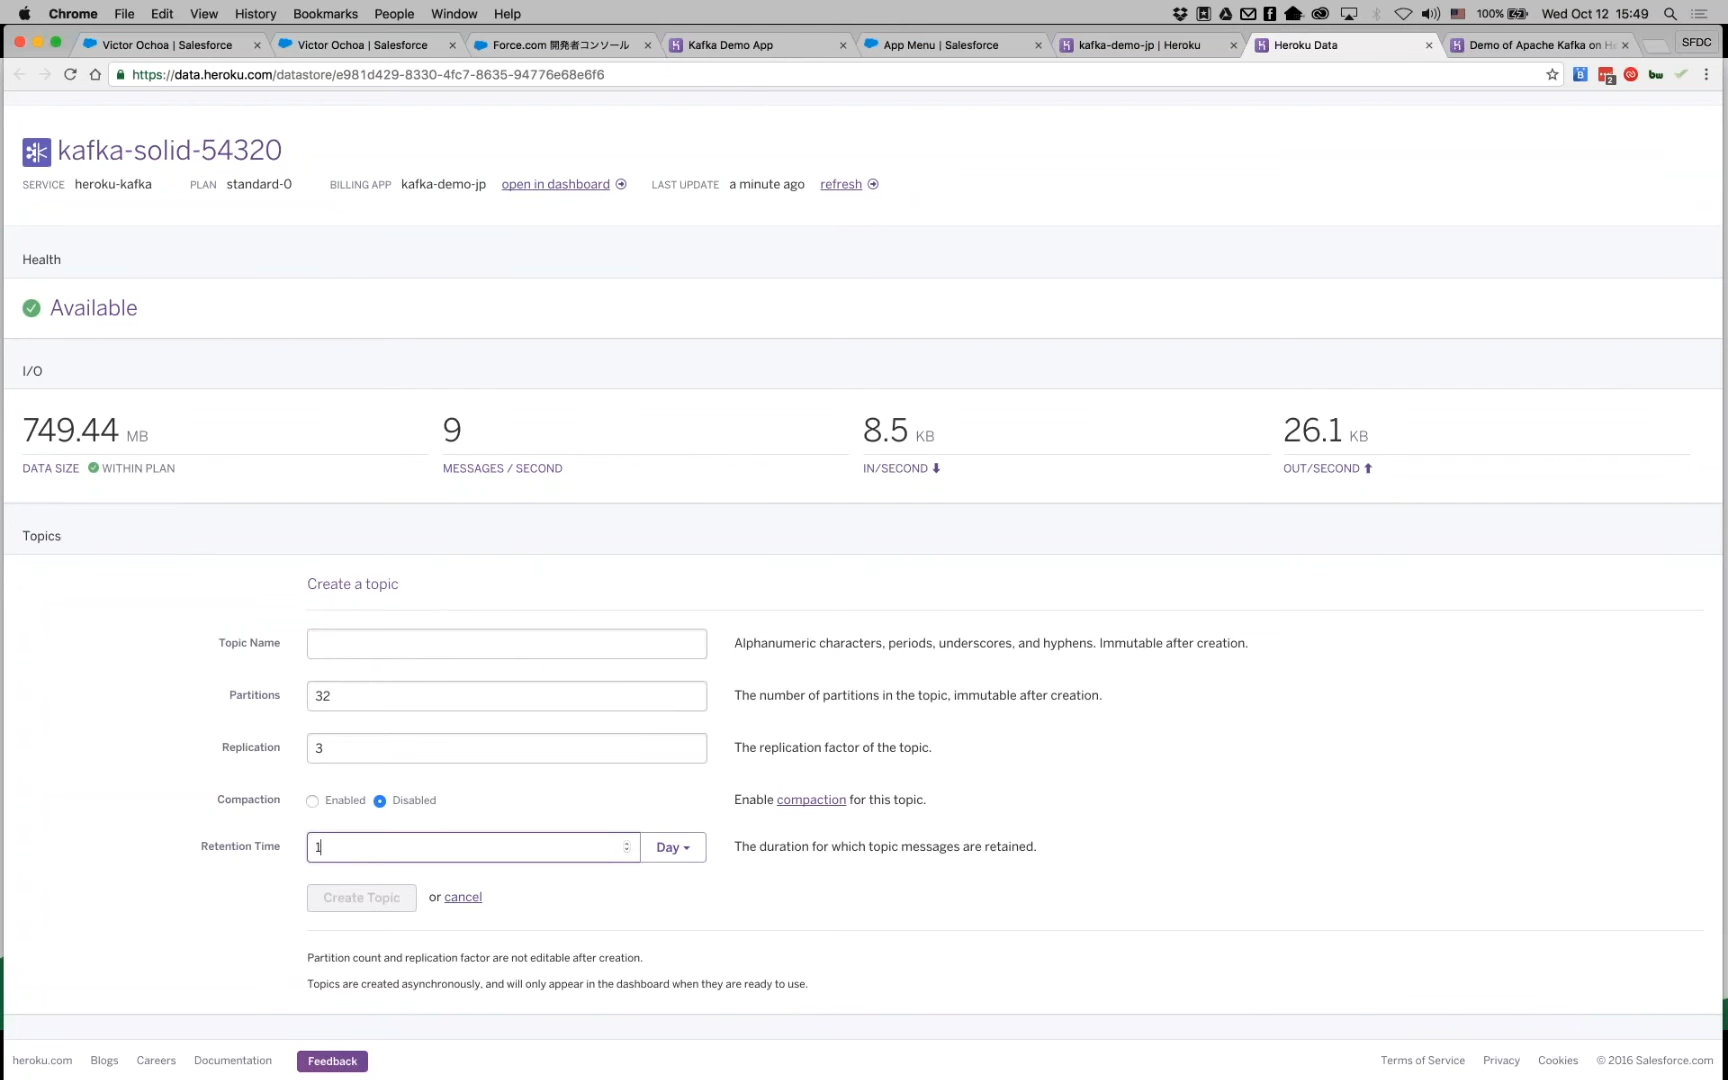 Chrome File Edit View History Bookmarks People Window Help 100% Wed Oct 12 15:49
Victor Ochoa | Salesforce × Victor Ochoa | Salesforce × Force.com 開発者コンソール × Kafka Demo App × App Menu | Salesforce × kafka-demo-jp | Heroku × Heroku Data × Demo of Apache Kafka on He × SFDC
https://data.heroku.com/datastore/e981d429-8330-4fc7-8635-94776e68e6f6 2 bw
kafka-solid-54320
SERVICE heroku-kafka PLAN standard-0 BILLING APP kafka-demo-jp open in dashboard LAST UPDATE a minute ago refresh
Health
Available
I/O
749.44 MB 9 8.5 KB 26.1 KB
DATA SIZE WITHIN PLAN MESSAGES / SECOND IN/SECOND OUT/SECOND
Topics
Create a topic
Topic Name Alphanumeric characters, periods, underscores, and hyphens. Immutable after creation.
Partitions 32 The number of partitions in the topic, immutable after creation.
Replication 3 The replication factor of the topic.
Compaction Enabled Disabled Enable compaction for this topic.
Retention Time 1 Day The duration for which topic messages are retained.
Create Topic or cancel
Partition count and replication factor are not editable after creation.
Topics are created asynchronously, and will only appear in the dashboard when they are ready to use.
heroku.com Blogs Careers Documentation Feedback Terms of Service Privacy Cookies © 2016 Salesforce.com